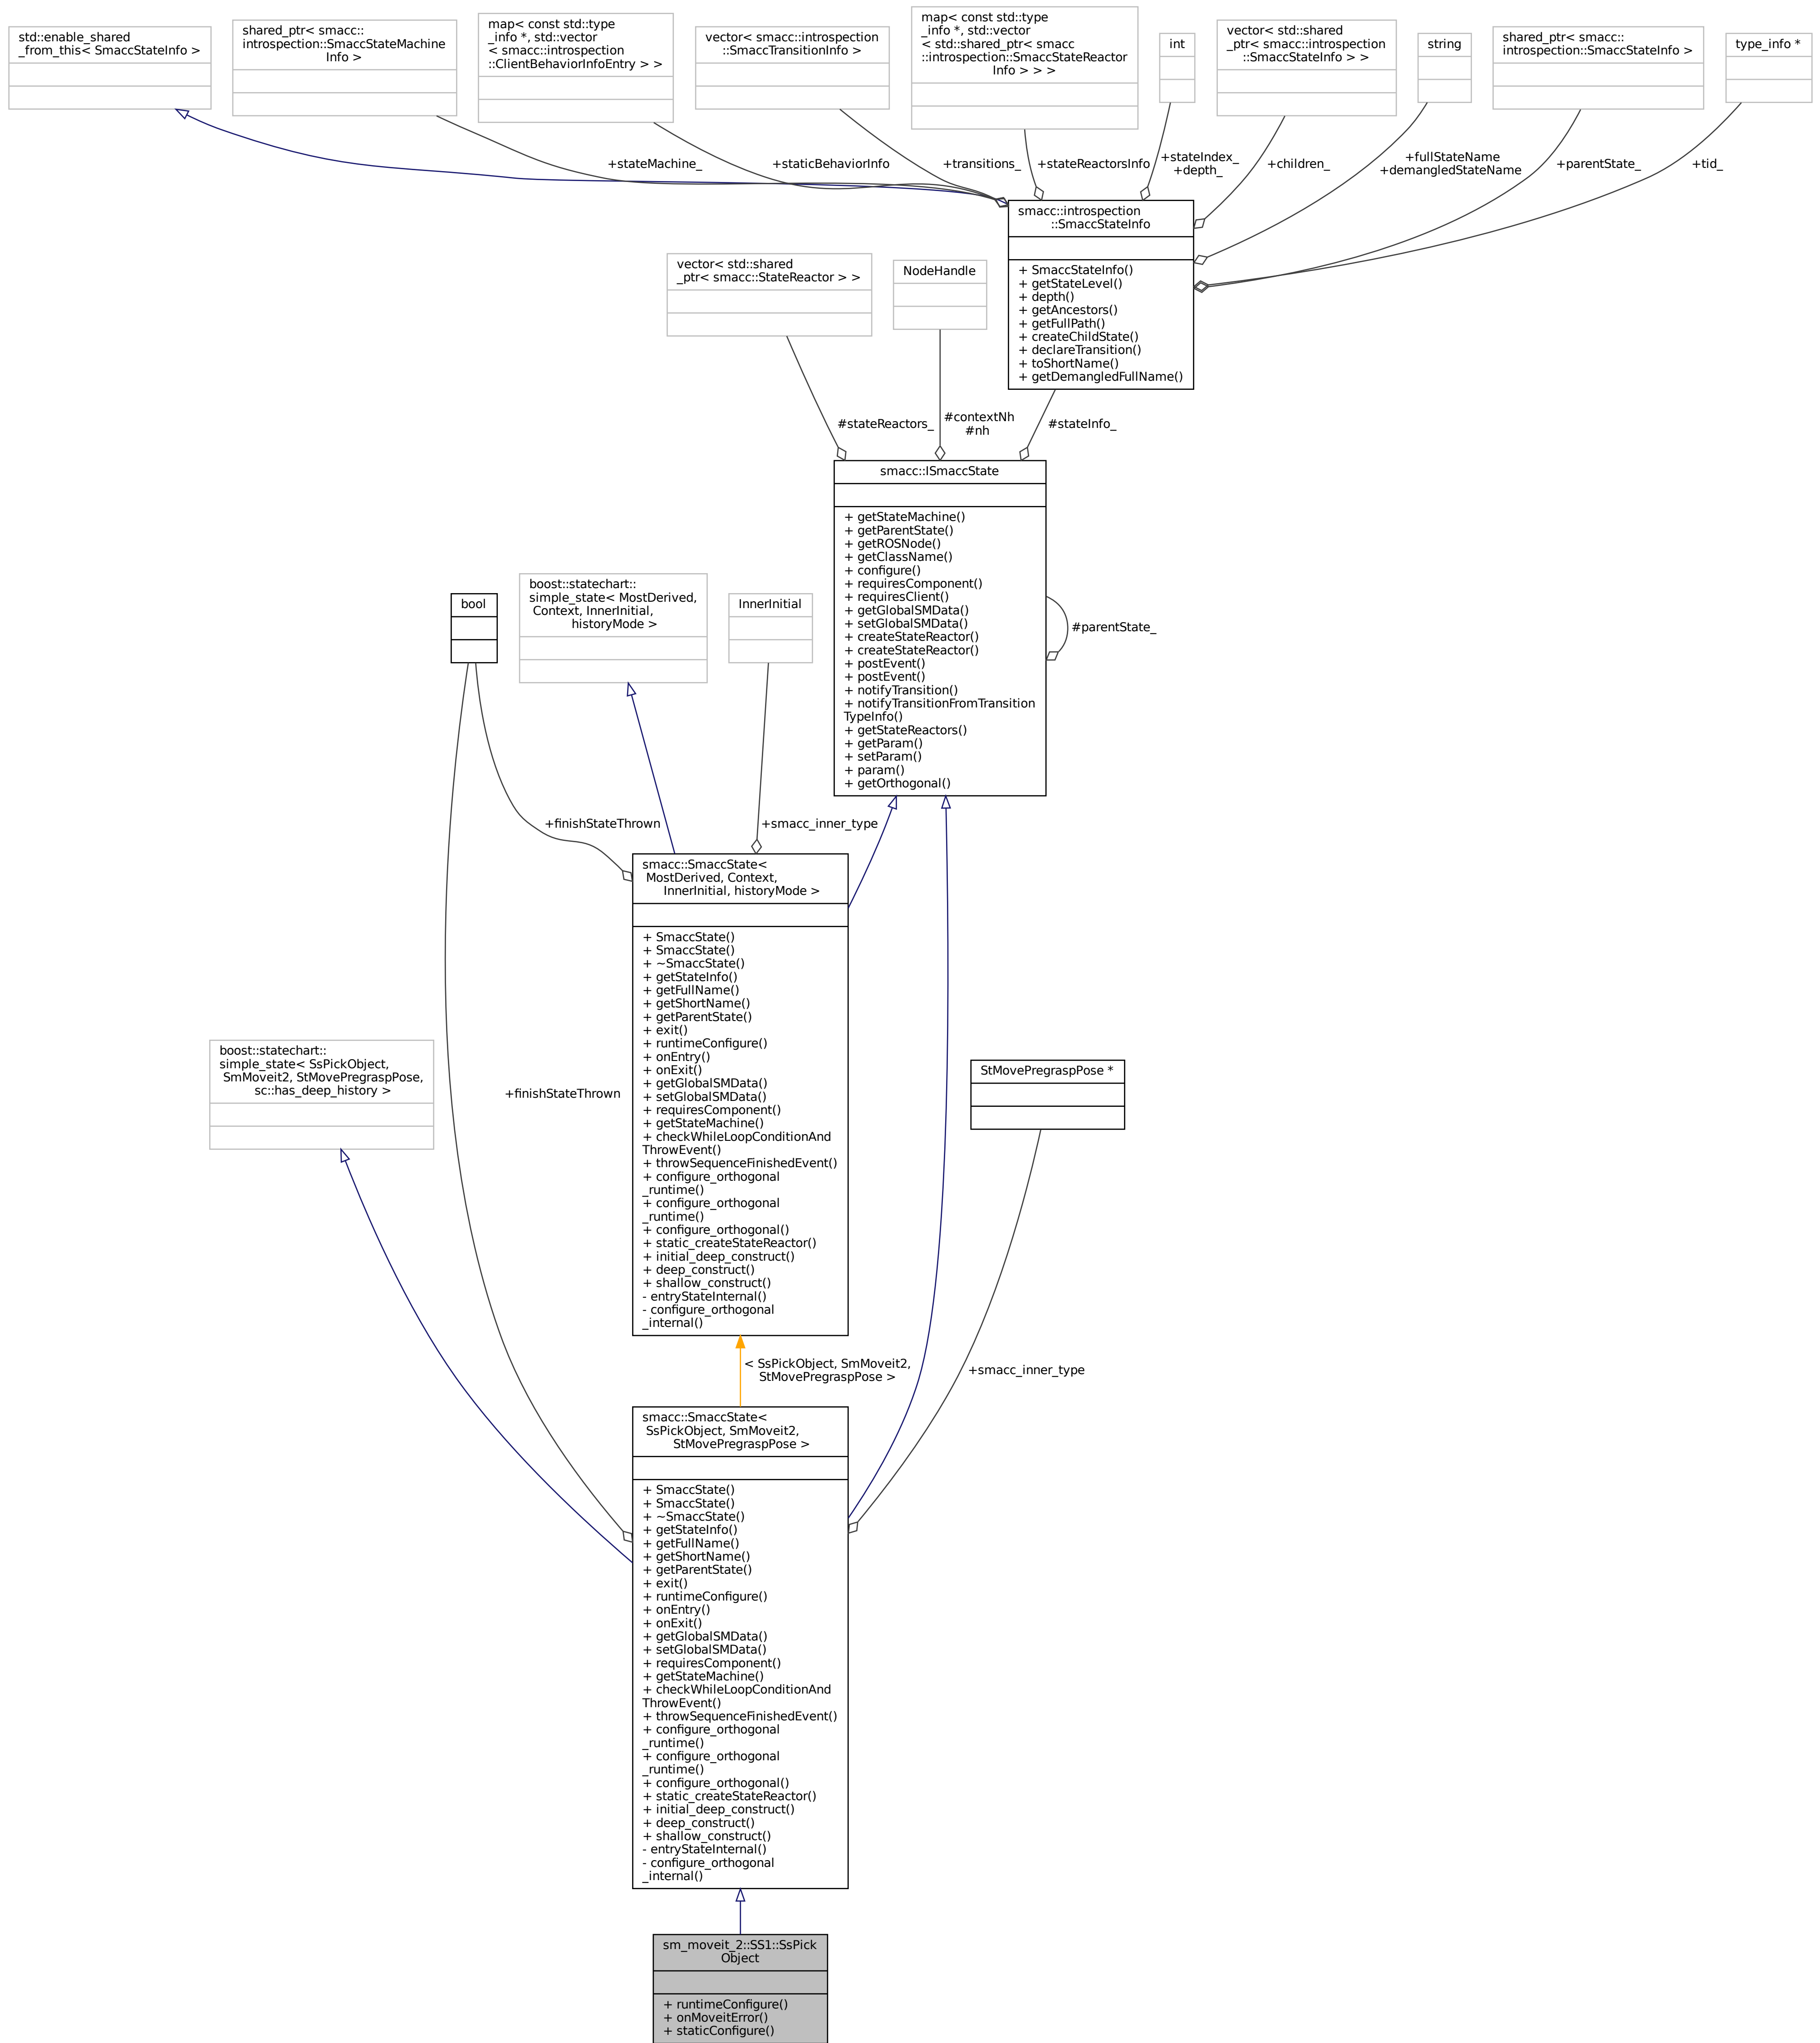 std::enable_shared
_from_this< SmaccStateInfo >
shared_ptr< smacc::
introspection::SmaccStateMachine
Info >
map< const std::type
_info *, std::vector
< smacc::introspection
::ClientBehaviorInfoEntry > >
vector< smacc::introspection
::SmaccTransitionInfo >
map< const std::type
_info *, std::vector
< std::shared_ptr< smacc
::introspection::SmaccStateReactor
Info > > >
int
vector< std::shared
_ptr< smacc::introspection
::SmaccStateInfo > >
string
shared_ptr< smacc::
introspection::SmaccStateInfo >
type_info *
+stateMachine_
+staticBehaviorInfo
+transitions_
+stateReactorsInfo
+stateIndex_
+depth_
+children_
+fullStateName
+demangledStateName
+parentState_
+tid_
smacc::introspection
::SmaccStateInfo
+ SmaccStateInfo()
+ getStateLevel()
+ depth()
+ getAncestors()
+ getFullPath()
+ createChildState()
+ declareTransition()
+ toShortName()
+ getDemangledFullName()
vector< std::shared
_ptr< smacc::StateReactor > >
NodeHandle
#stateReactors_
#contextNh
#nh
#stateInfo_
smacc::ISmaccState
+ getStateMachine()
+ getParentState()
+ getROSNode()
+ getClassName()
+ configure()
+ requiresComponent()
+ requiresClient()
+ getGlobalSMData()
+ setGlobalSMData()
+ createStateReactor()
+ createStateReactor()
+ postEvent()
+ postEvent()
+ notifyTransition()
+ notifyTransitionFromTransition
TypeInfo()
+ getStateReactors()
+ getParam()
+ setParam()
+ param()
+ getOrthogonal()
#parentState_
bool
boost::statechart::
simple_state< MostDerived,
Context, InnerInitial,
historyMode >
InnerInitial
+finishStateThrown
+smacc_inner_type
smacc::SmaccState<
MostDerived, Context,
InnerInitial, historyMode >
+ SmaccState()
+ SmaccState()
+ ~SmaccState()
+ getStateInfo()
+ getFullName()
+ getShortName()
+ getParentState()
+ exit()
+ runtimeConfigure()
+ onEntry()
+ onExit()
+ getGlobalSMData()
+ setGlobalSMData()
+ requiresComponent()
+ getStateMachine()
+ checkWhileLoopConditionAnd
ThrowEvent()
+ throwSequenceFinishedEvent()
+ configure_orthogonal
_runtime()
+ configure_orthogonal
_runtime()
+ configure_orthogonal()
+ static_createStateReactor()
+ initial_deep_construct()
+ deep_construct()
+ shallow_construct()
- entryStateInternal()
- configure_orthogonal
_internal()
boost::statechart::
simple_state< SsPickObject,
SmMoveit2, StMovePregraspPose,
sc::has_deep_history >
+finishStateThrown
StMovePregraspPose *
< SsPickObject, SmMoveit2,
StMovePregraspPose >
+smacc_inner_type
smacc::SmaccState<
SsPickObject, SmMoveit2,
StMovePregraspPose >
+ SmaccState()
+ SmaccState()
+ ~SmaccState()
+ getStateInfo()
+ getFullName()
+ getShortName()
+ getParentState()
+ exit()
+ runtimeConfigure()
+ onEntry()
+ onExit()
+ getGlobalSMData()
+ setGlobalSMData()
+ requiresComponent()
+ getStateMachine()
+ checkWhileLoopConditionAnd
ThrowEvent()
+ throwSequenceFinishedEvent()
+ configure_orthogonal
_runtime()
+ configure_orthogonal
_runtime()
+ configure_orthogonal()
+ static_createStateReactor()
+ initial_deep_construct()
+ deep_construct()
+ shallow_construct()
- entryStateInternal()
- configure_orthogonal
_internal()
sm_moveit_2::SS1::SsPick
Object
+ runtimeConfigure()
+ onMoveitError()
+ staticConfigure()